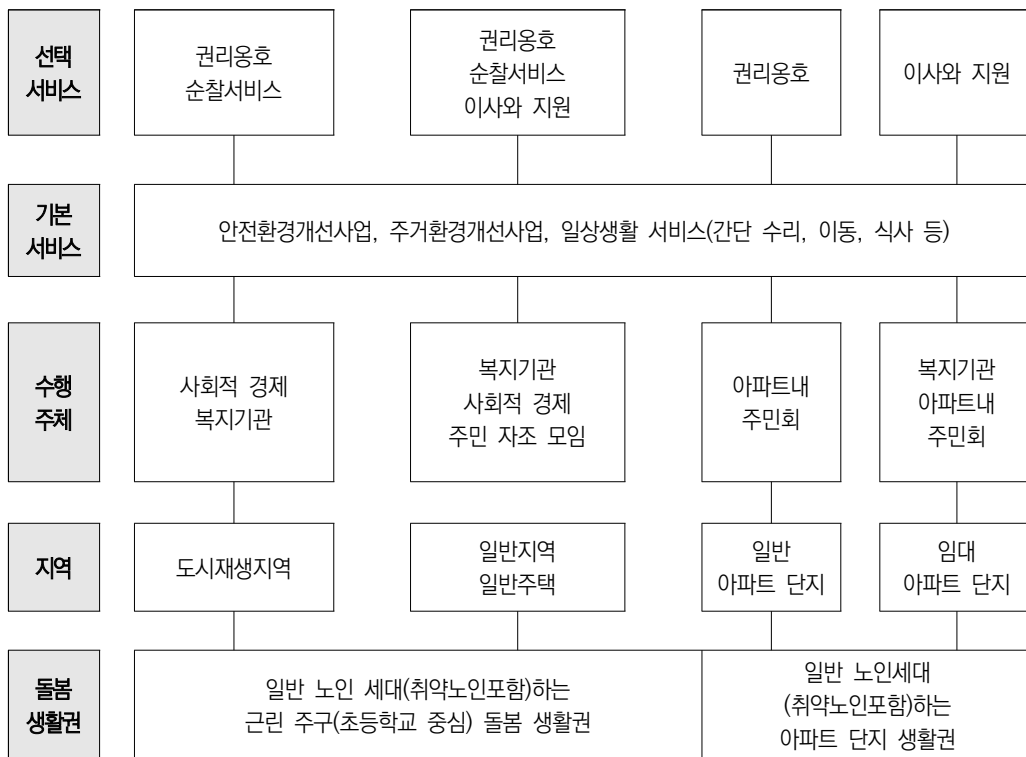 선택
서비스
권리옹호
순찰서비스
권리옹호
순찰서비스
이사와 지원
권리옹호
이사와 지원
기본
서비스
안전환경개선사업, 주거환경개선사업, 일상생활 서비스(간단 수리, 이동, 식사 등)
수행
주체
사회적 경제
복지기관
복지기관
사회적 경제
주민 자조 모임
아파트내
주민회
복지기관
아파트내
주민회
지역
도시재생지역
일반지역
일반주택
일반
아파트 단지
임대
아파트 단지
돌봄
생활권
일반 노인 세대(취약노인포함)하는
근린 주구(초등학교 중심) 돌봄 생활권
일반 노인세대
(취약노인포함)하는
아파트 단지 생활권